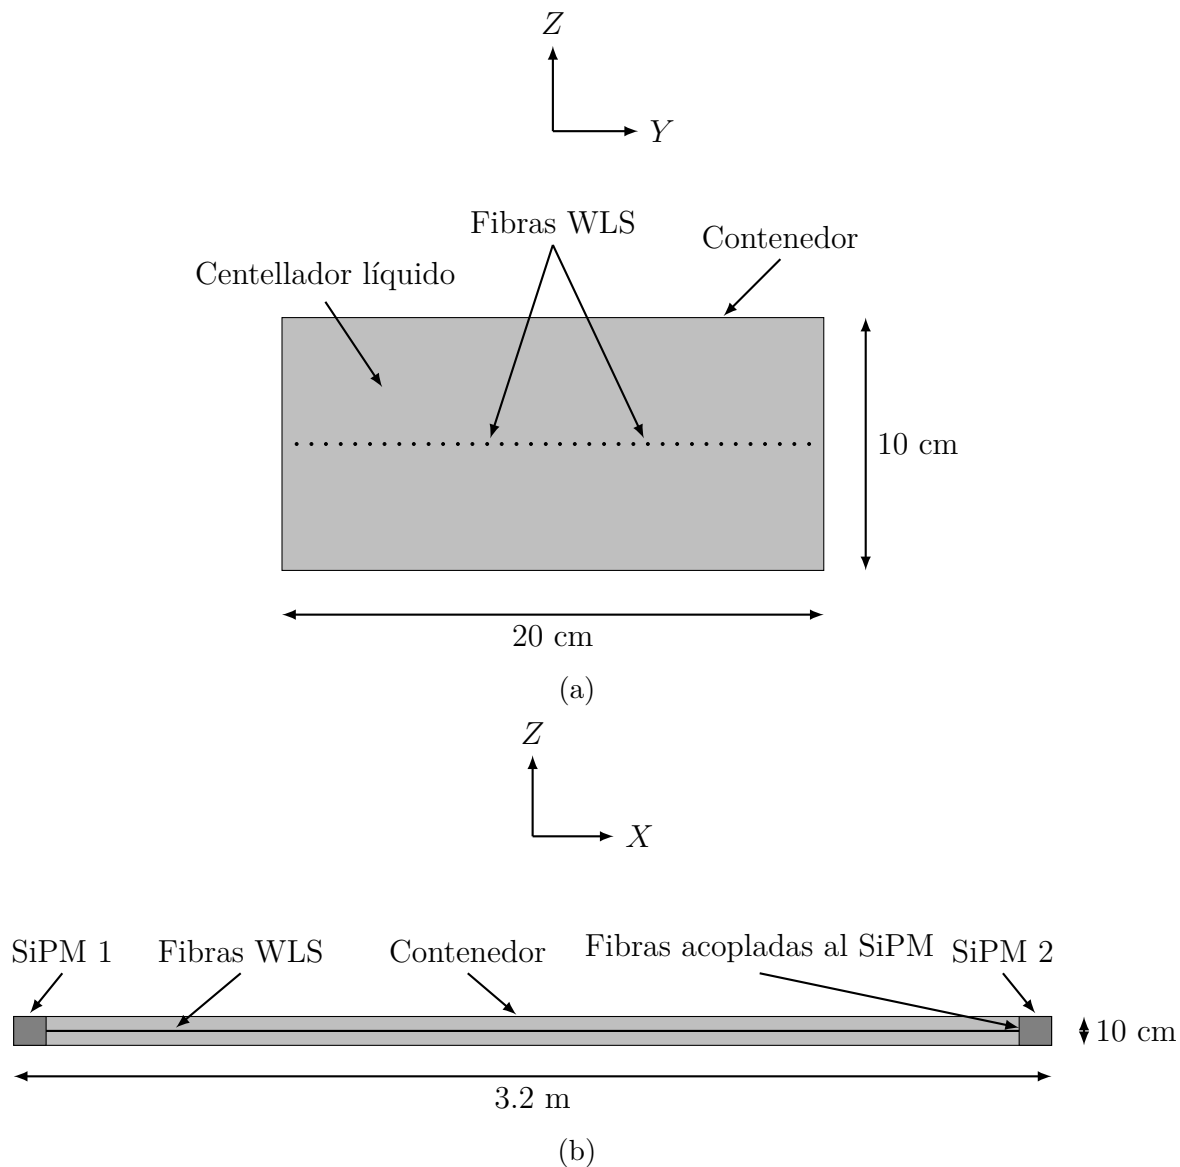 Z
Y
Fibras WLS
Contenedor
Centellador líquido
10 cm
20 cm
(a)
Z
X
SiPM 1
Fibras WLS
Contenedor
Fibras acopladas al SiPM
SiPM 2
10 cm
3.2 m
(b)